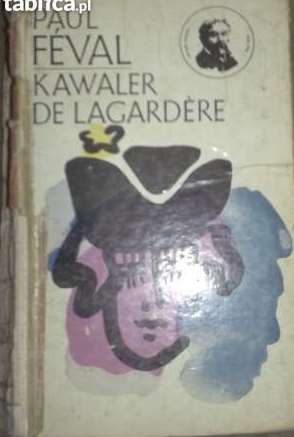 tablica.pl
PAUL
FÉVAL
KAWALER
DE LAGARDÈRE